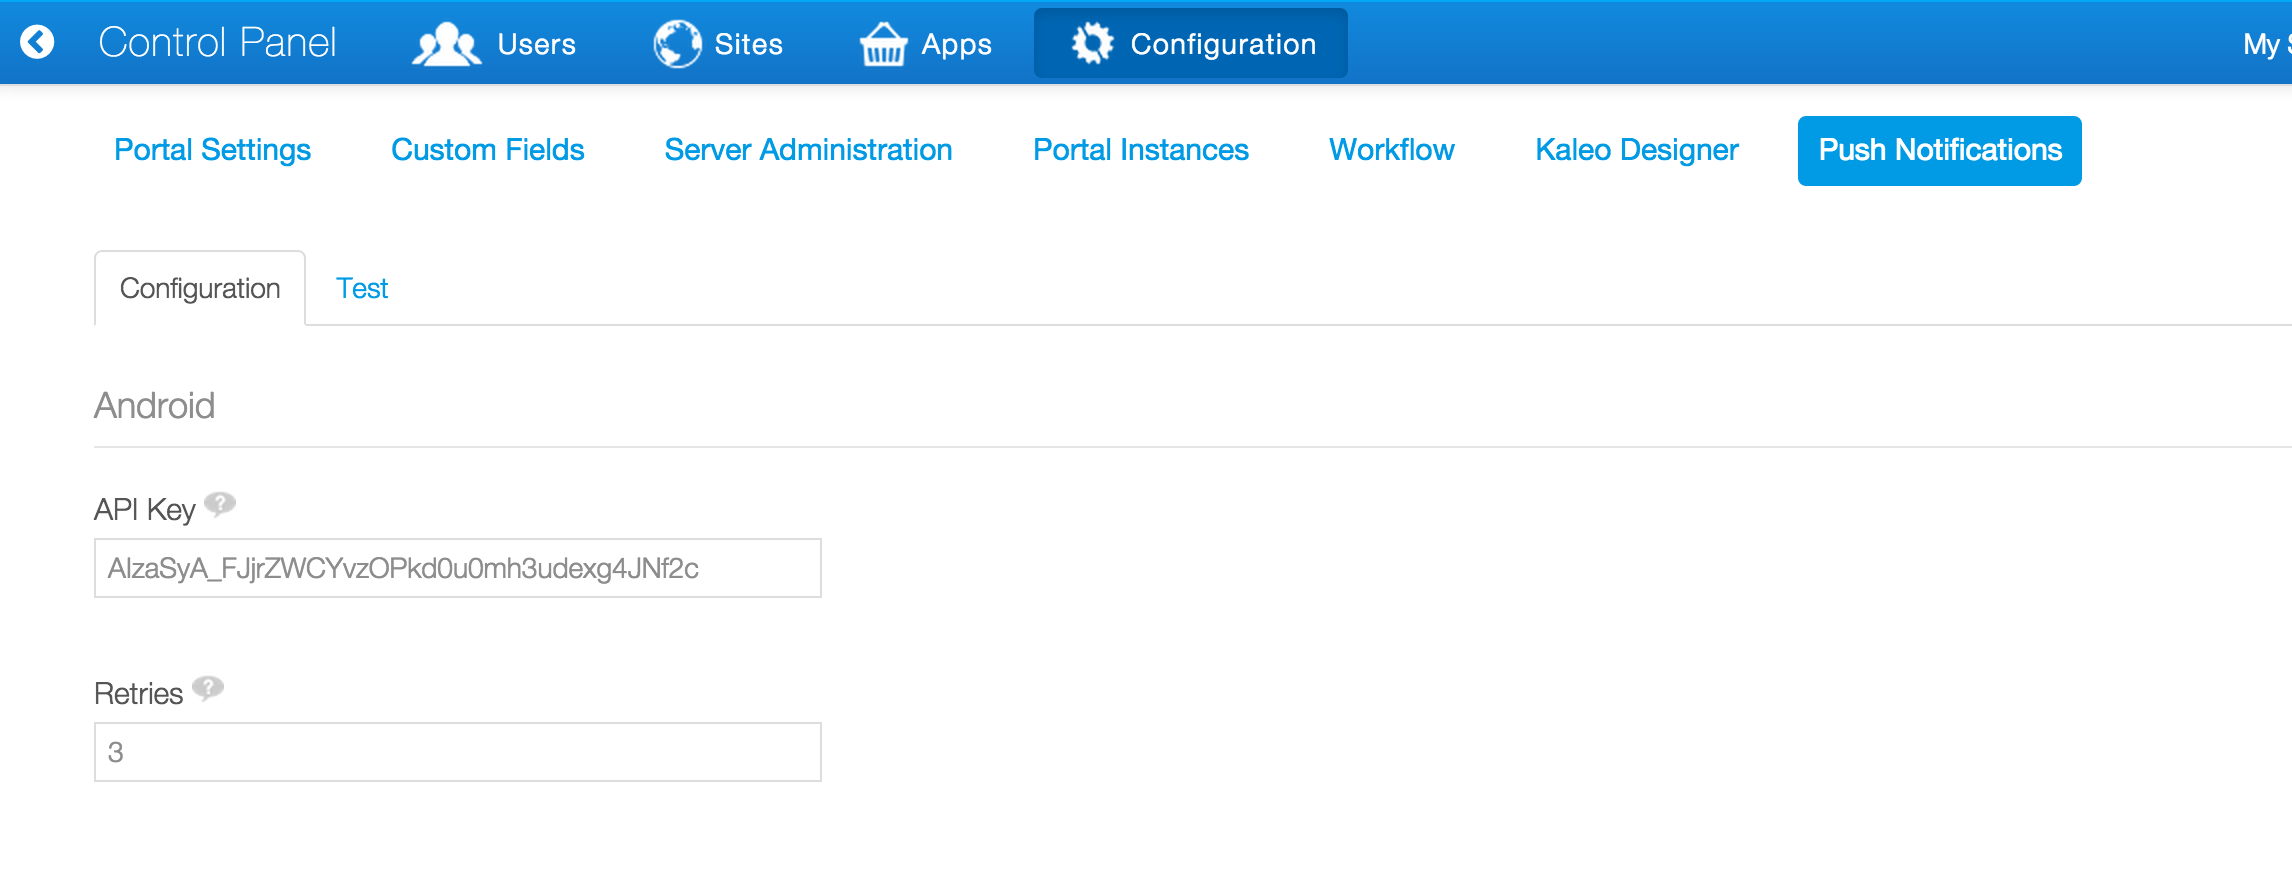 Control Panel Users Sites Apps Configuration My
Portal Settings Custom Fields Server Administration Portal Instances Workflow Kaleo Designer Push Notifications
Configuration Test
Android
API Key
AIzaSyA_FJjrZWCYvzOPkd0u0mh3udexg4JNf2c
Retries
3